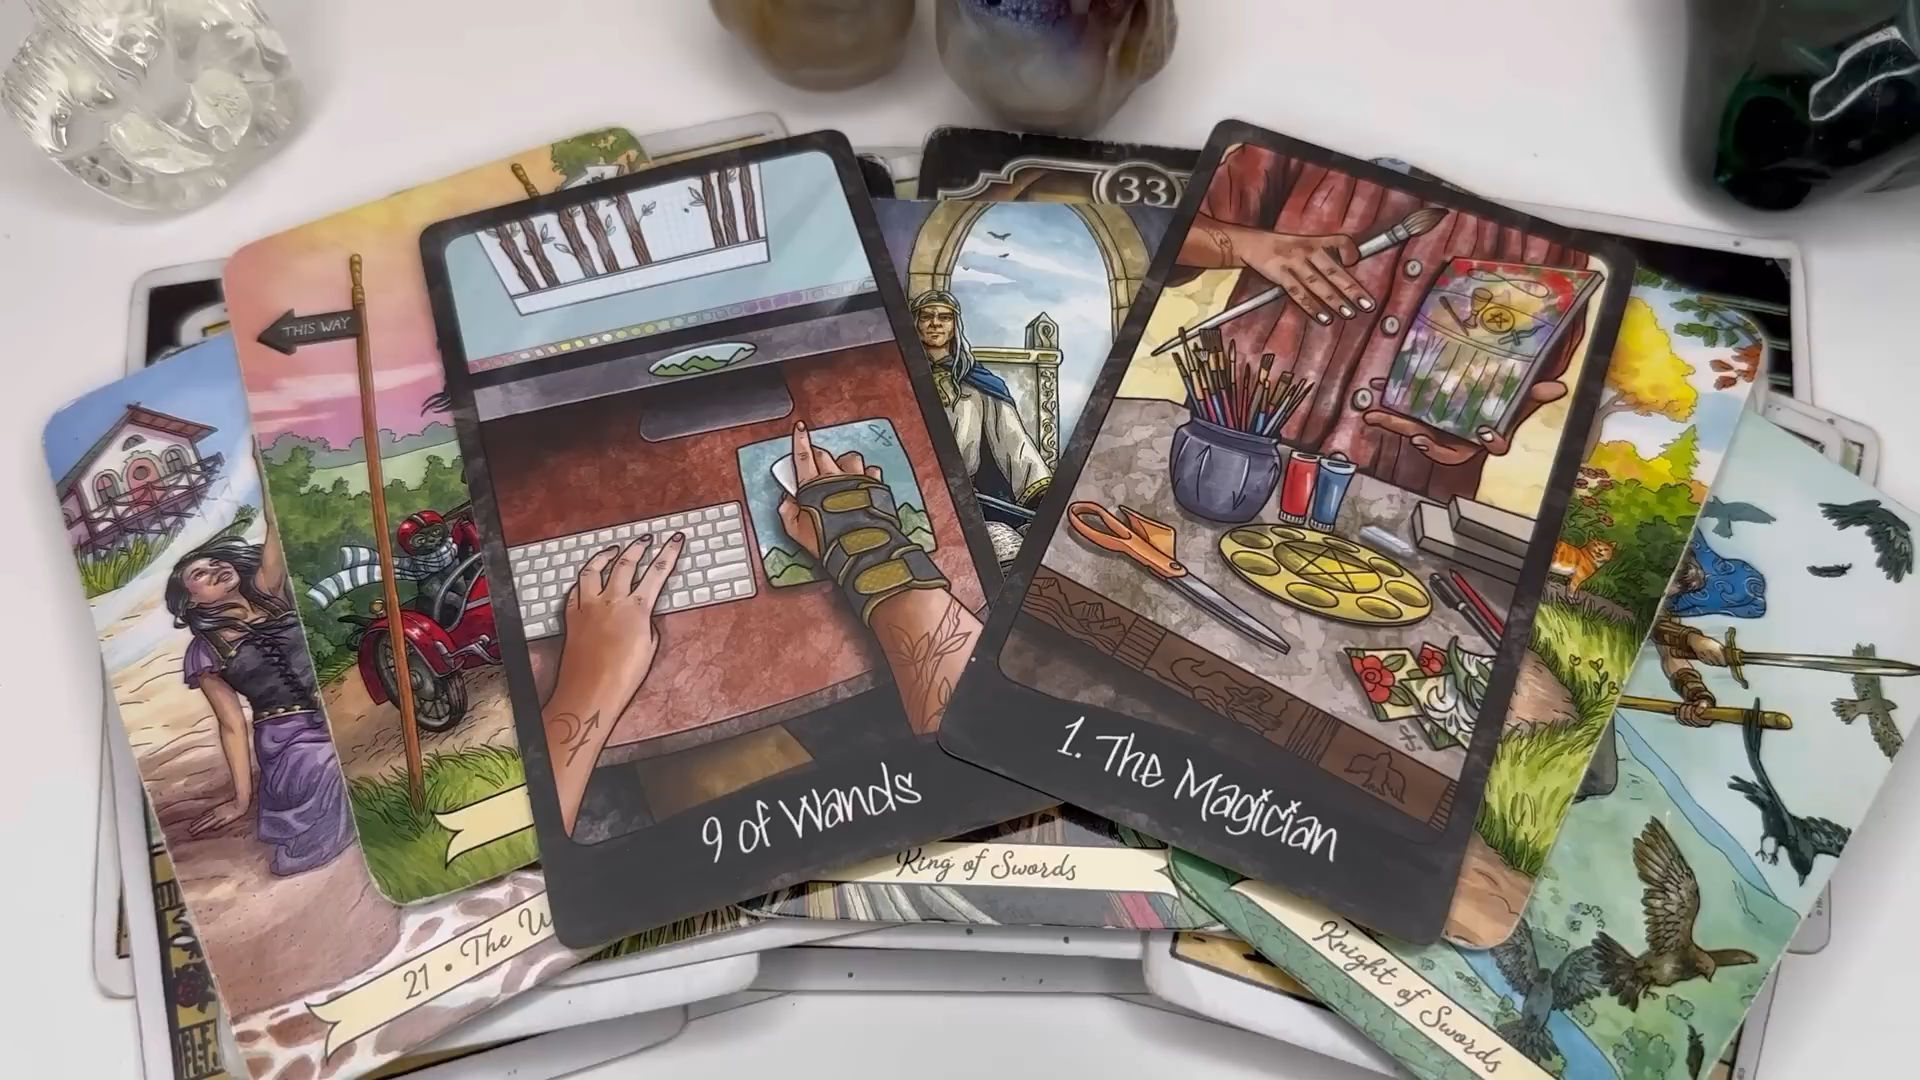 33
THIS WAY
9 of Wands
1. The Magician
King of Swords
21 • The W
Knight of Swords